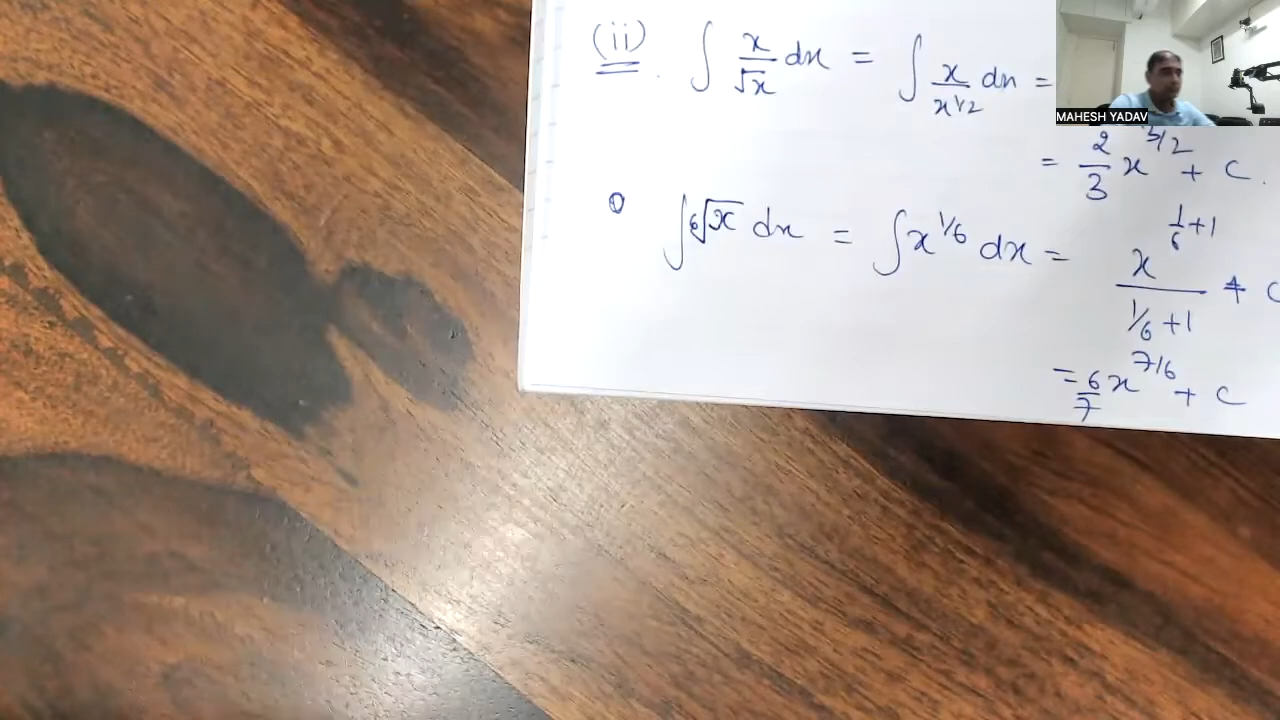 (ii). ∫ x/√x dx = ∫ x/x^1/2 dx =
MAHESH YADAV
= 2/3 x^3/2 + C.
∫ ⁶√x dx = ∫ x^1/6 dx = x^(1/6 + 1) / (1/6 + 1) + C
= 6/7 x^7/6 + C